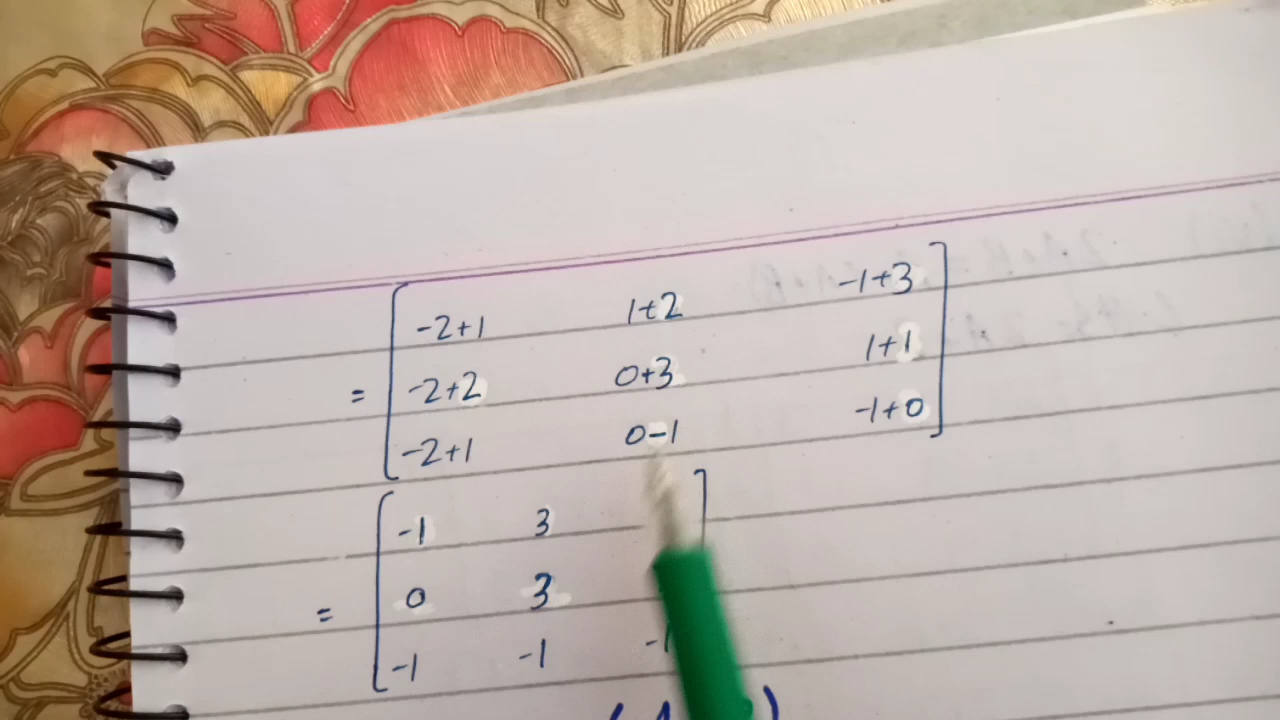 -2+1 1+2 -1+3
= -2+2 0+3 1+1
-2+1 0-1 -1+0
-1 3
= 0 3
-1 -1 -1